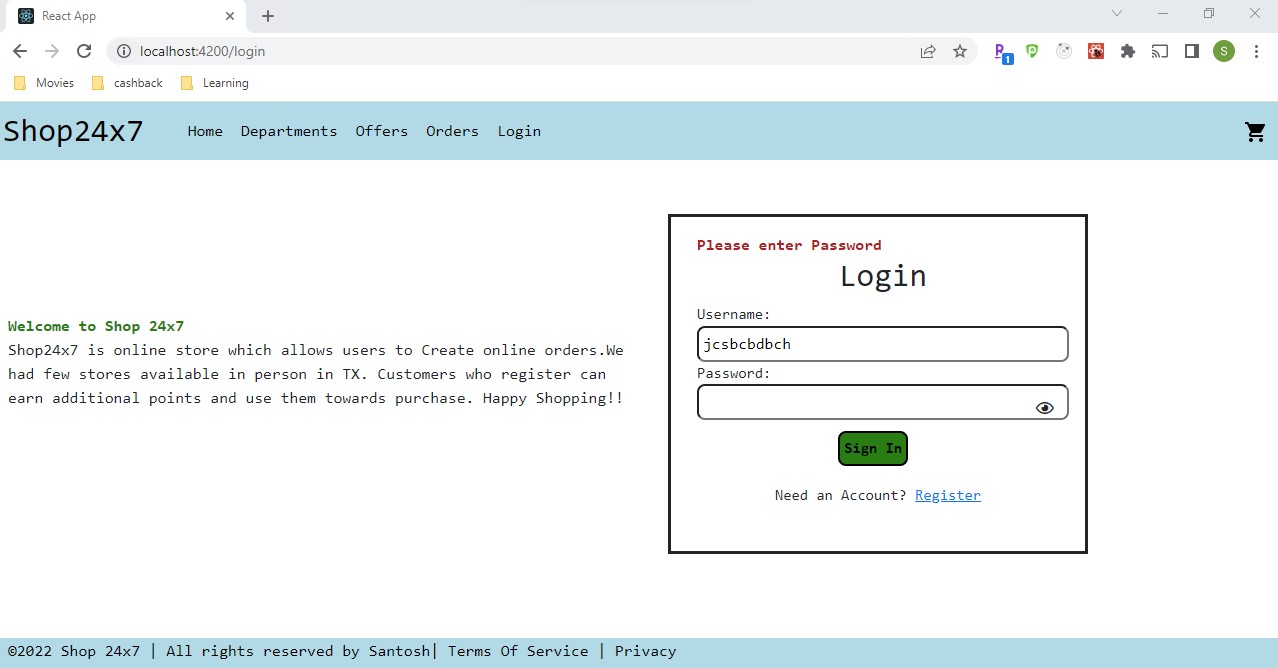 React App
localhost:4200/login
1
S
Movies cashback Learning
Shop24x7 Home Departments Offers Orders Login
Welcome to Shop 24x7
Shop24x7 is online store which allows users to Create online orders.We
had few stores available in person in TX. Customers who register can
earn additional points and use them towards purchase. Happy Shopping!!
Please enter Password
Login
Username:
jcsbcbdbch
Password:
Sign In
Need an Account? Register
©2022 Shop 24x7 | All rights reserved by Santosh| Terms Of Service | Privacy